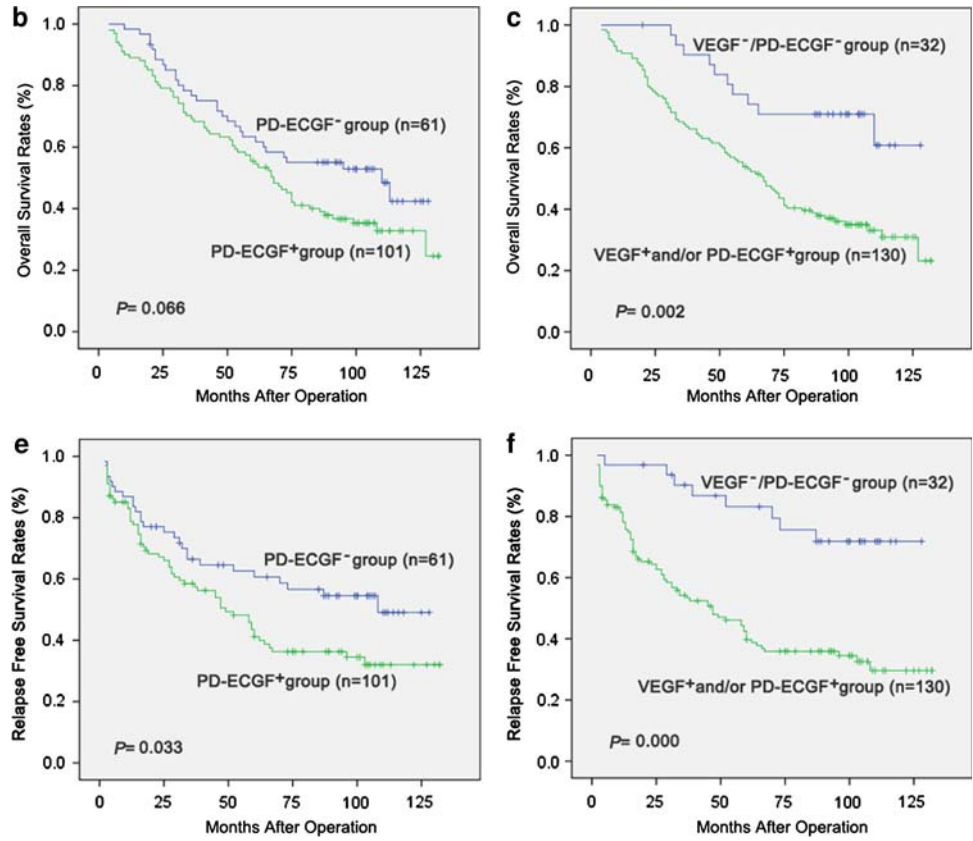 b
Overall Survival Rates (%)
1.0
0.8
0.6
0.4
0.2
0.0
PD-ECGF⁻ group (n=61)
PD-ECGF⁺ group (n=101)
P= 0.066
0 25 50 75 100 125
Months After Operation
c
Overall Survival Rates (%)
1.0
0.8
0.6
0.4
0.2
0.0
VEGF⁻/PD-ECGF⁻ group (n=32)
VEGF⁺ and/or PD-ECGF⁺ group (n=130)
P= 0.002
0 25 50 75 100 125
Months After Operation
e
Relapse Free Survival Rates (%)
1.0
0.8
0.6
0.4
0.2
0.0
PD-ECGF⁻ group (n=61)
PD-ECGF⁺ group (n=101)
P= 0.033
0 25 50 75 100 125
Months After Operation
f
Relapse Free Survival Rates (%)
1.0
0.8
0.6
0.4
0.2
0.0
VEGF⁻/PD-ECGF⁻ group (n=32)
VEGF⁺ and/or PD-ECGF⁺ group (n=130)
P= 0.000
0 25 50 75 100 125
Months After Operation